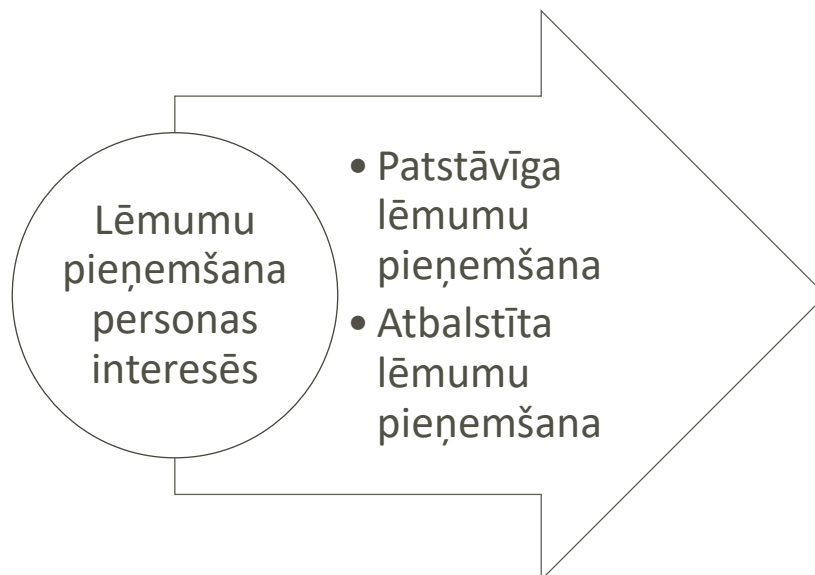 Lēmumu
pieņemšana
personas
interesēs
• Patstāvīga
lēmumu
pieņemšana
• Atbalstīta
lēmumu
pieņemšana